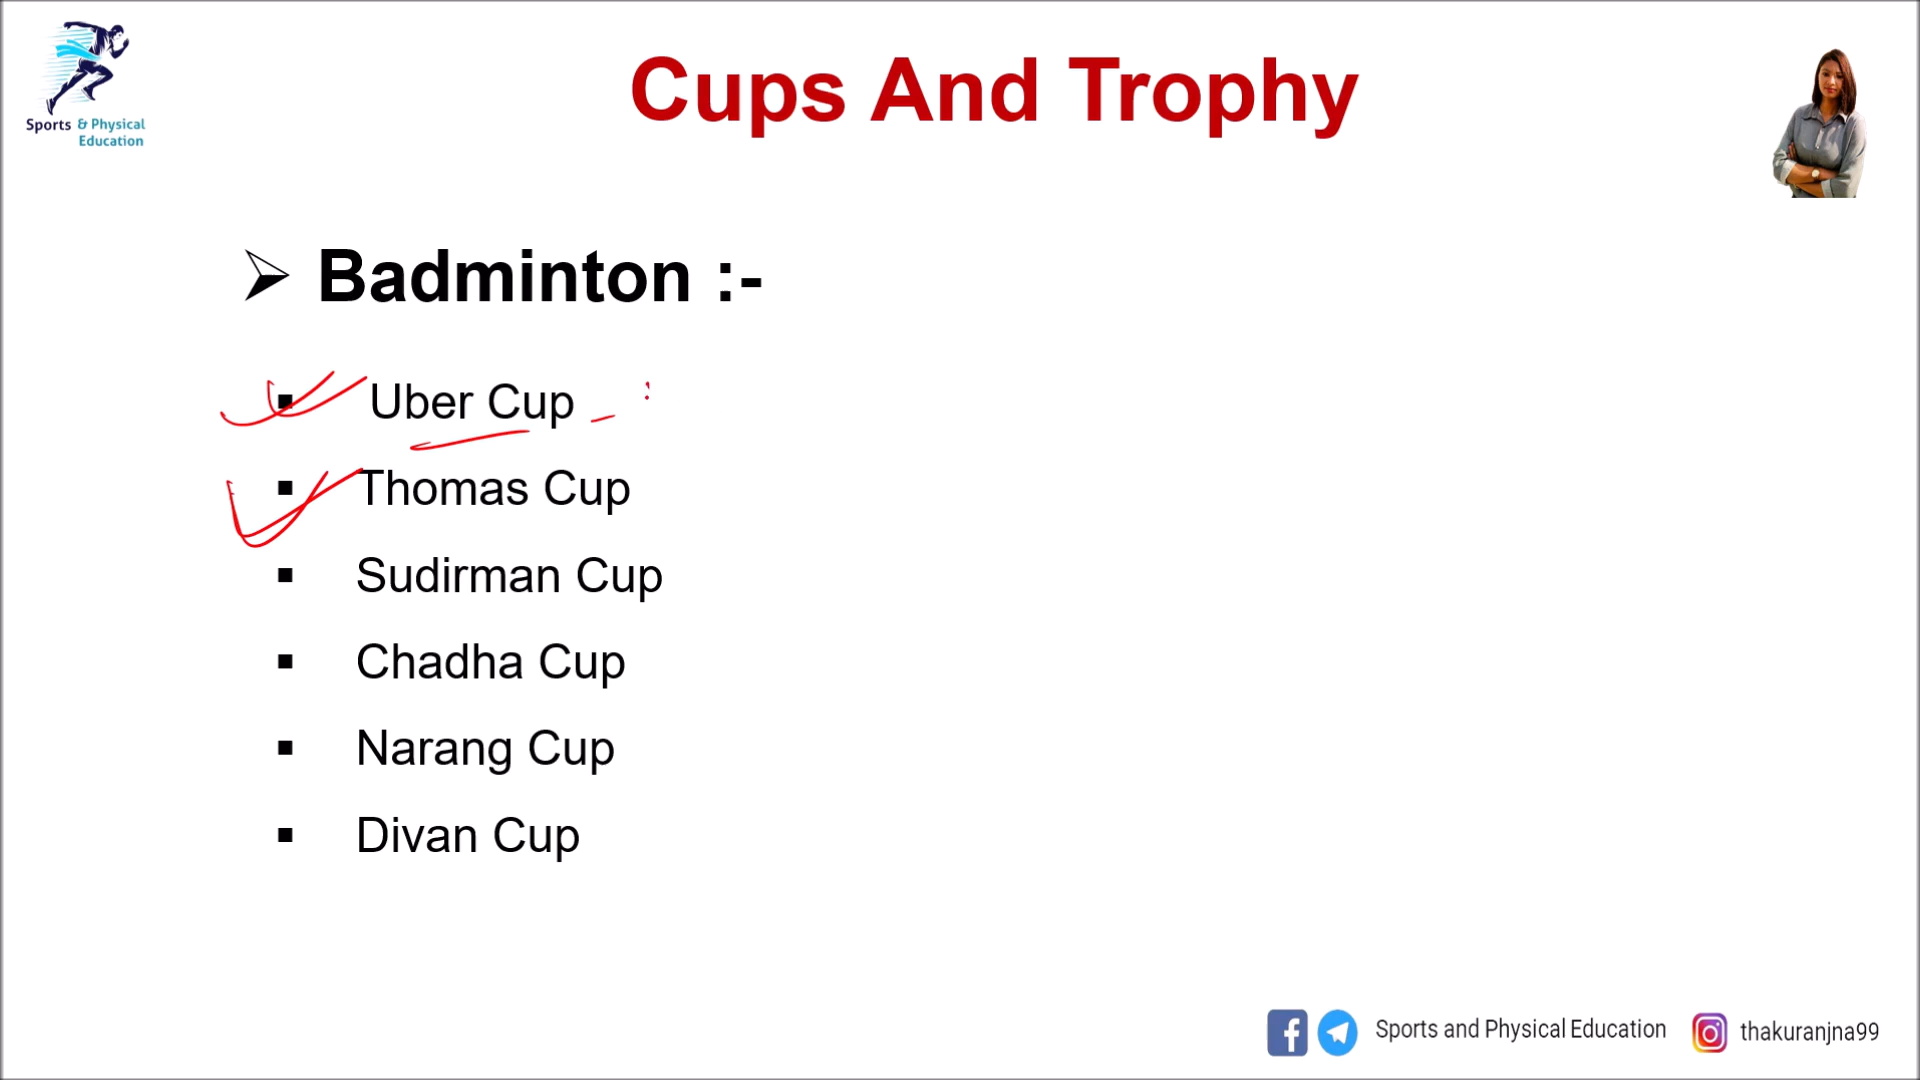 Sports & Physical
Education
Cups And Trophy
Badminton :-
Uber Cup
Thomas Cup
Sudirman Cup
Chadha Cup
Narang Cup
Divan Cup
Sports and Physical Education
thakuranjna99